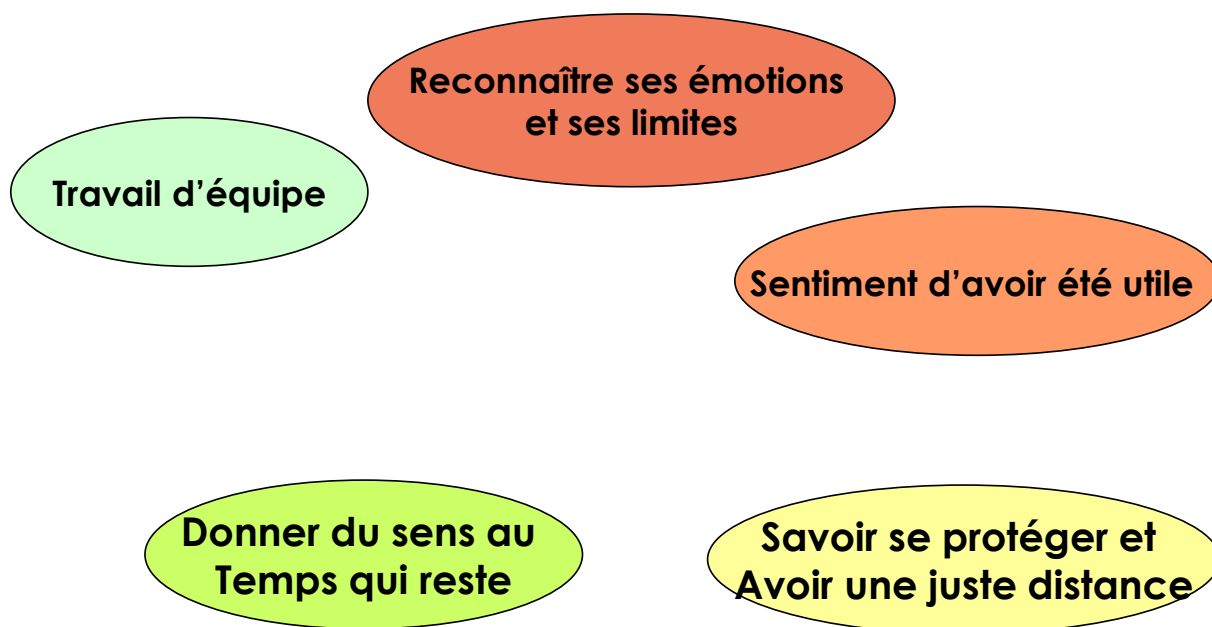 Reconnaître ses émotions
et ses limites
Travail d’équipe
Sentiment d’avoir été utile
Donner du sens au
Temps qui reste
Savoir se protéger et
Avoir une juste distance